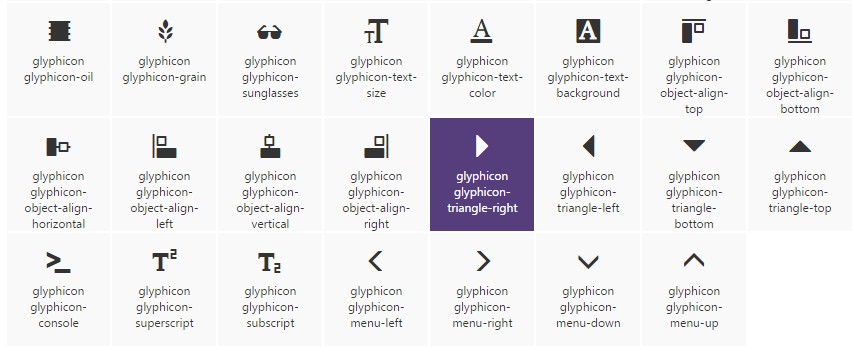 glyphicon
glyphicon-oil
glyphicon
glyphicon-grain
glyphicon
glyphicon-
sunglasses
glyphicon
glyphicon-text-
size
glyphicon
glyphicon-text-
color
glyphicon
glyphicon-text-
background
glyphicon
glyphicon-
object-align-
top
glyphicon
glyphicon-
object-align-
bottom
glyphicon
glyphicon-
object-align-
horizontal
glyphicon
glyphicon-
object-align-
left
glyphicon
glyphicon-
object-align-
vertical
glyphicon
glyphicon-
object-align-
right
glyphicon
glyphicon-
triangle-right
glyphicon
glyphicon-
triangle-left
glyphicon
glyphicon-
triangle-
bottom
glyphicon
glyphicon-
triangle-top
glyphicon
glyphicon-
console
glyphicon
glyphicon-
superscript
glyphicon
glyphicon-
subscript
glyphicon
glyphicon-
menu-left
glyphicon
glyphicon-
menu-right
glyphicon
glyphicon-
menu-down
glyphicon
glyphicon-
menu-up